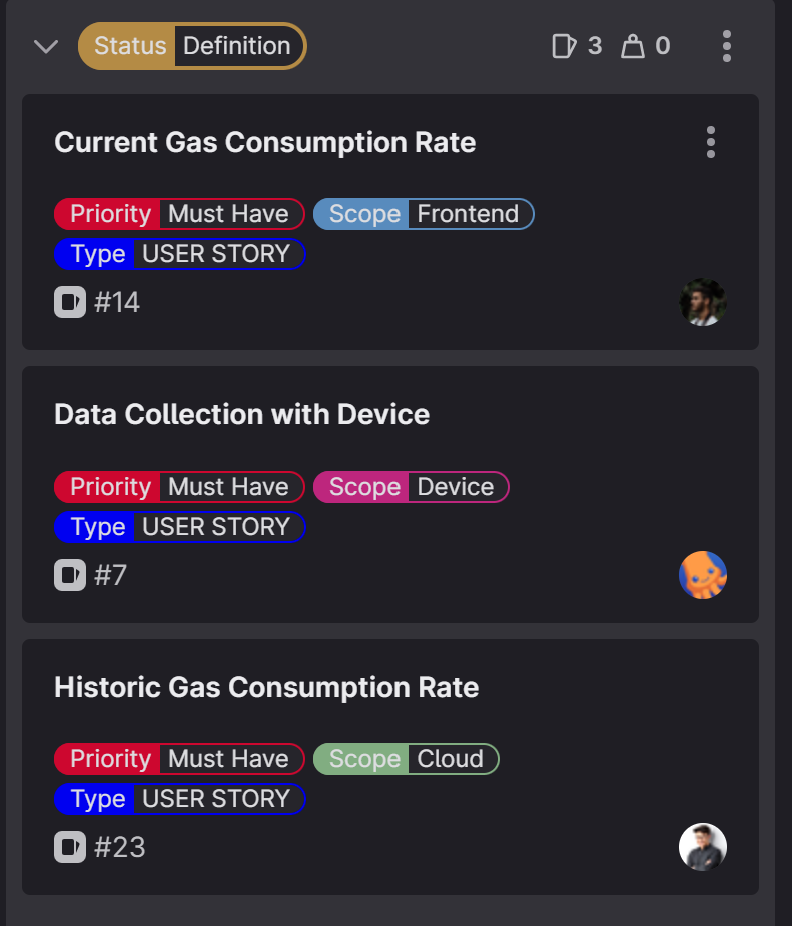 Status Definition 3 0
Current Gas Consumption Rate
Priority Must Have Scope Frontend
Type USER STORY
#14
Data Collection with Device
Priority Must Have Scope Device
Type USER STORY
#7
Historic Gas Consumption Rate
Priority Must Have Scope Cloud
Type USER STORY
#23